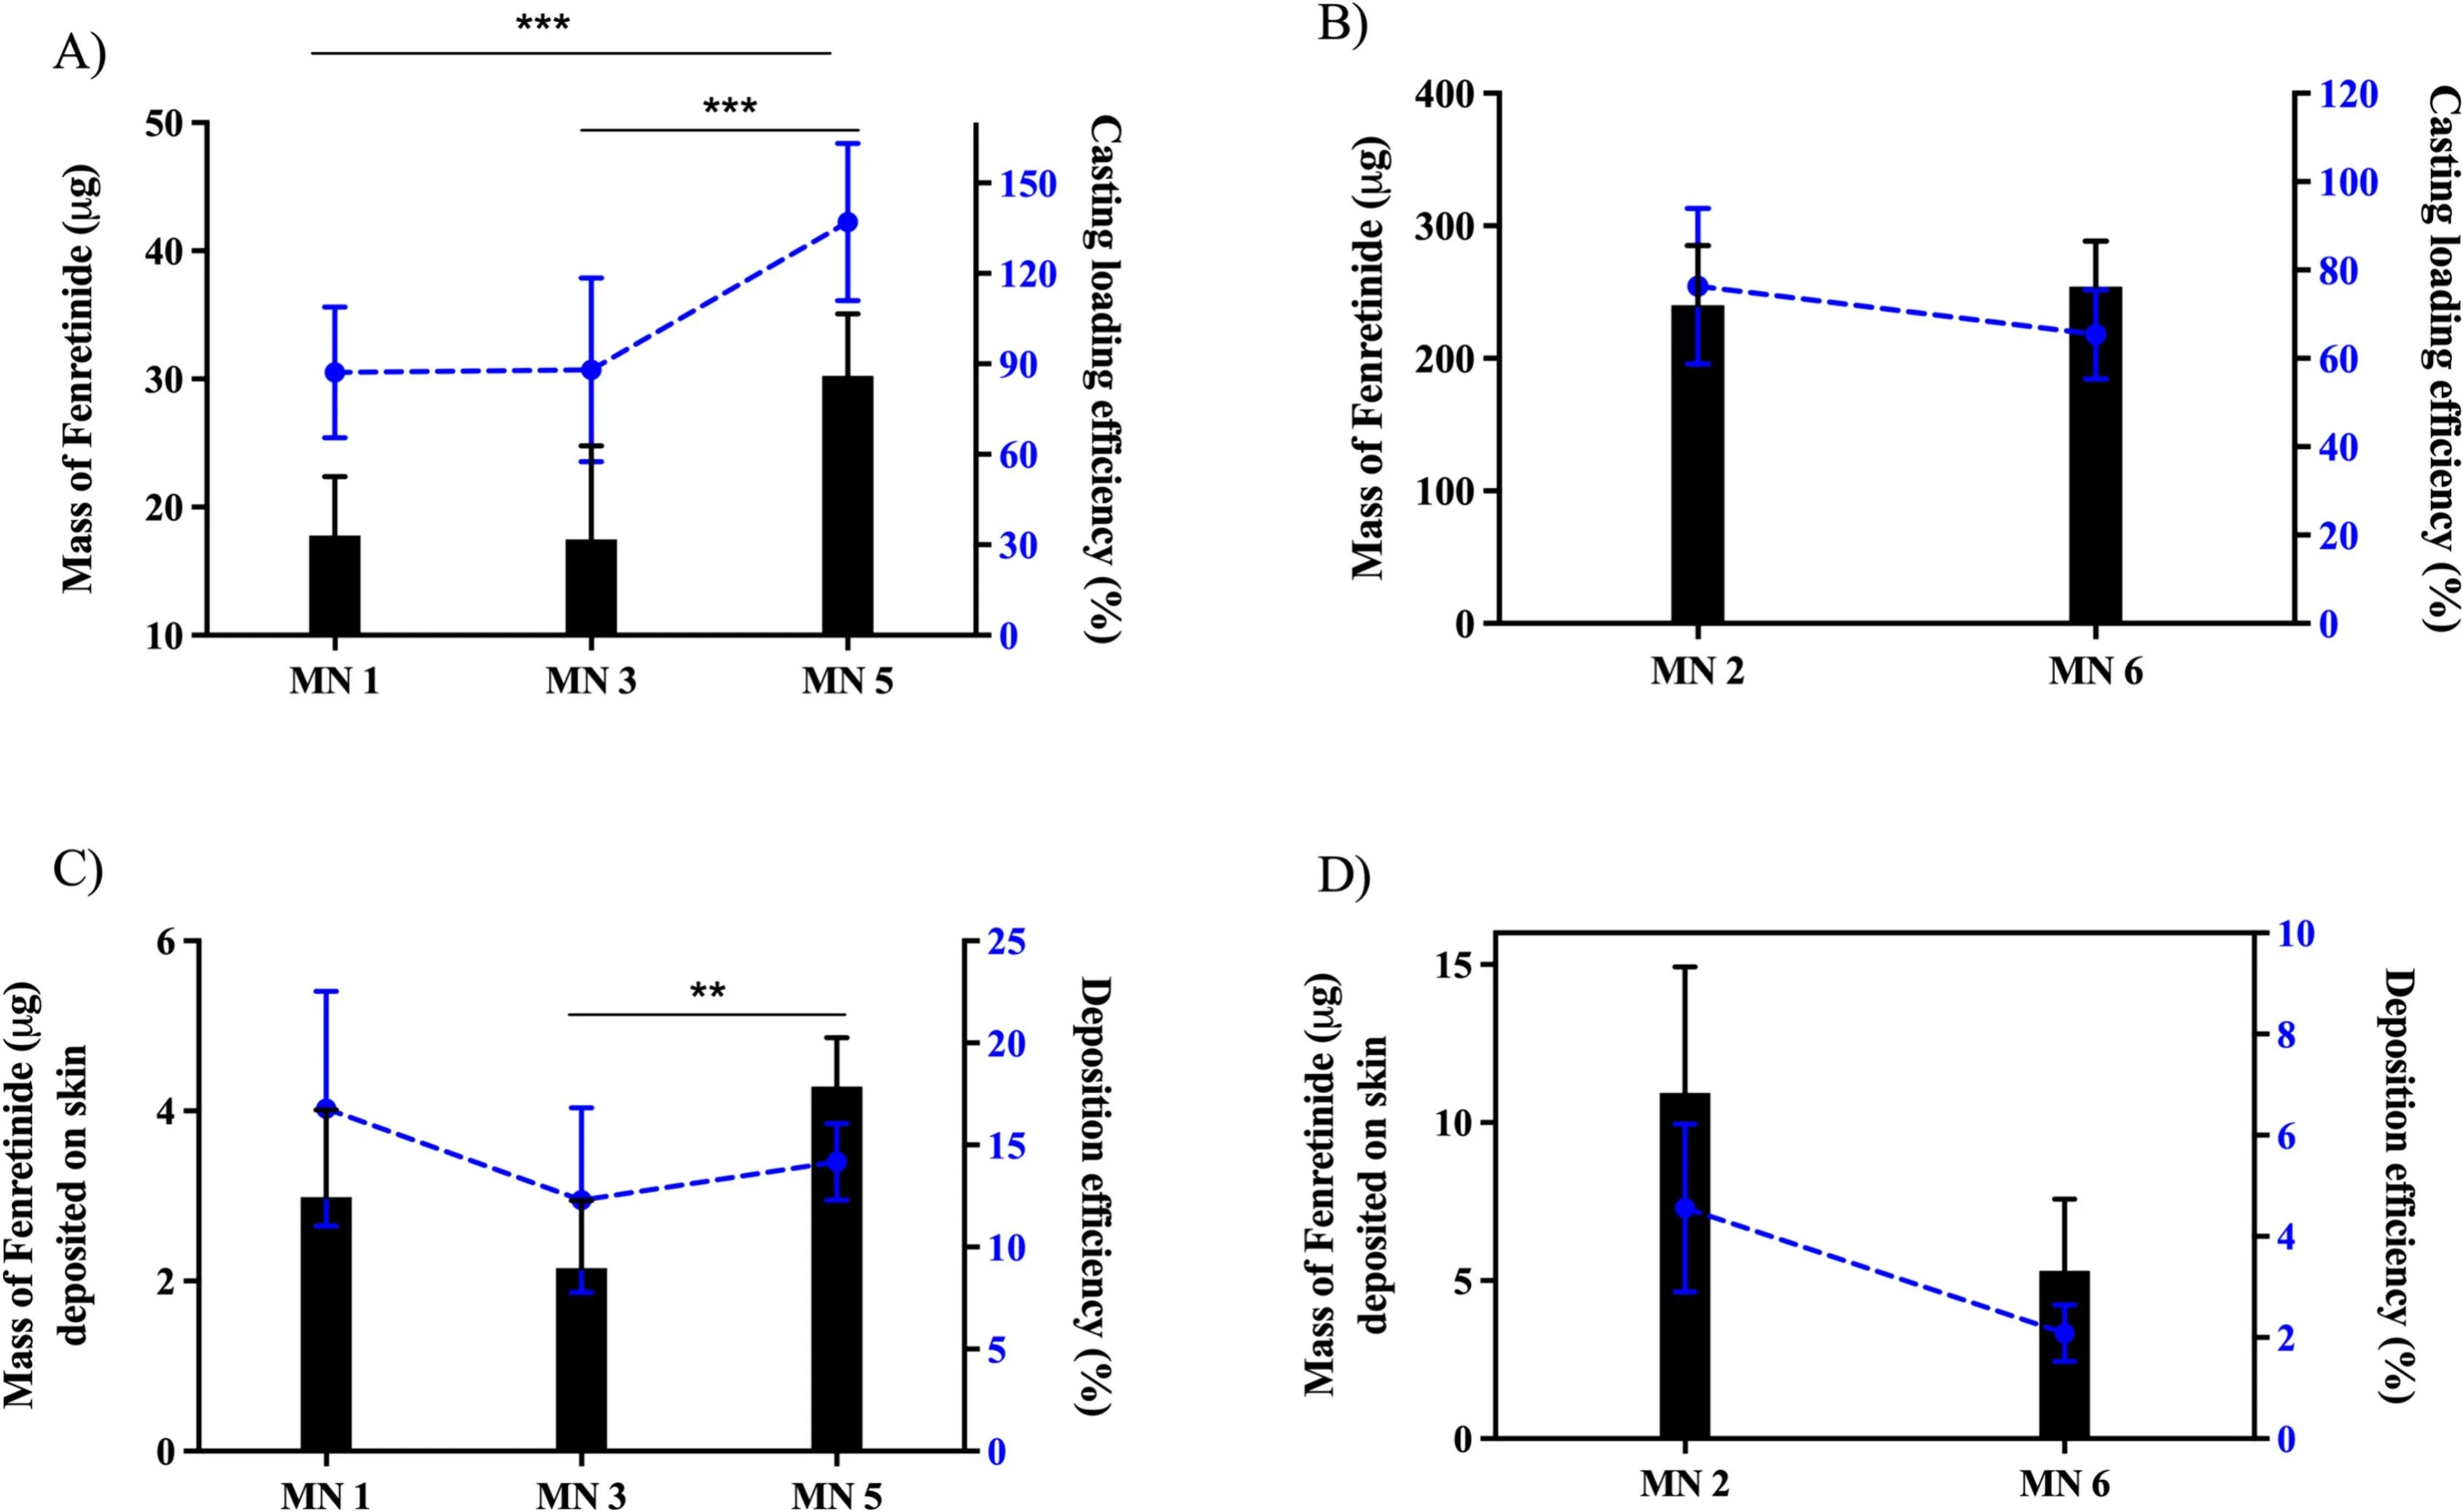 A)
***
***
50
40
30
20
10
Mass of Fenretinide (µg)
150
120
90
60
30
0
Casting loading efficiency (%)
MN 1
MN 3
MN 5
B)
400
300
200
100
0
Mass of Fenretinide (µg)
120
100
80
60
40
20
0
Casting loading efficiency (%)
MN 2
MN 6
C)
**
6
4
2
0
Mass of Fenretinide (µg)
deposited on skin
25
20
15
10
5
0
Deposition efficiency (%)
MN 1
MN 3
MN 5
D)
15
10
5
0
Mass of Fenretinide (µg)
deposited on skin
10
8
6
4
2
0
Deposition efficiency (%)
MN 2
MN 6